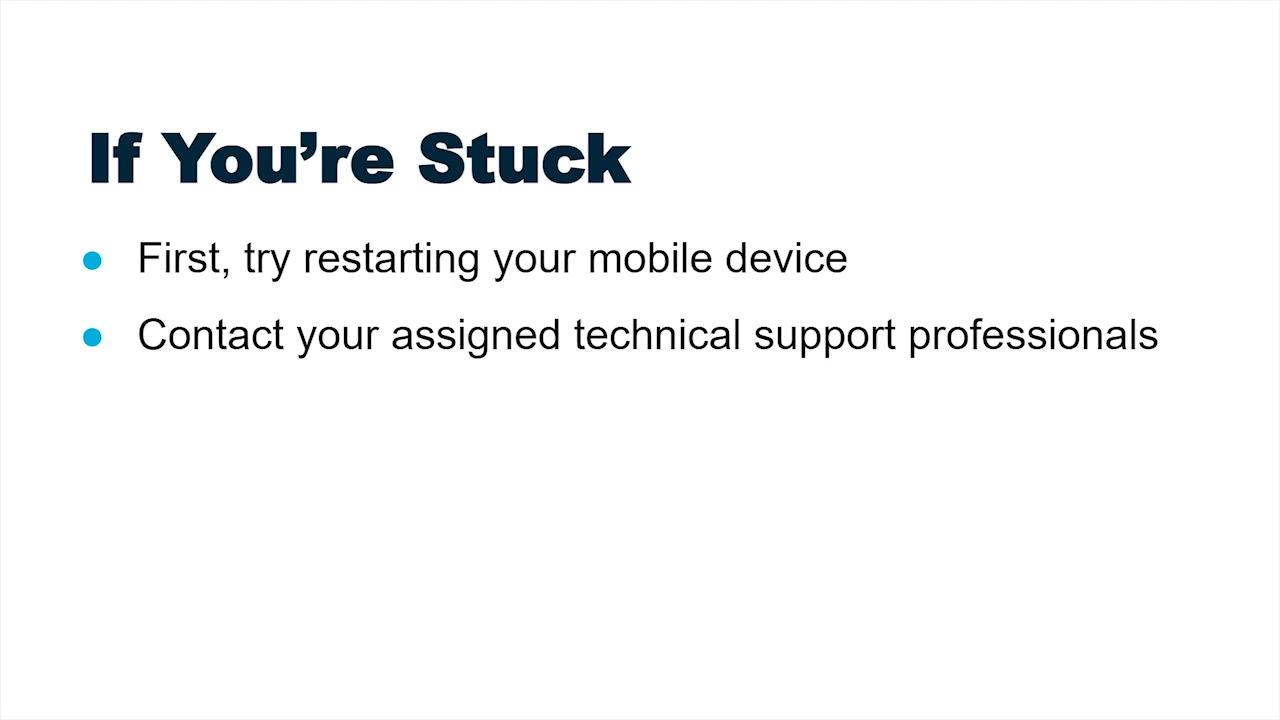 If You’re Stuck
● First, try restarting your mobile device
● Contact your assigned technical support professionals